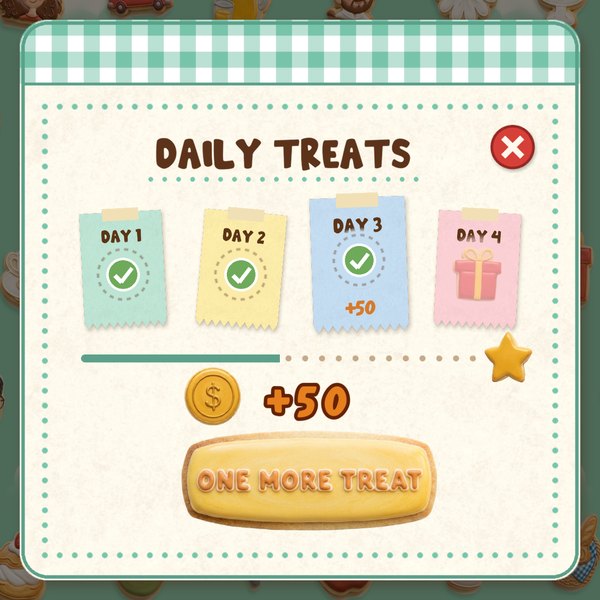 DAILY TREATS
DAY 1
DAY 2
DAY 3
DAY 4
+50
$ +50
ONE MORE TREAT